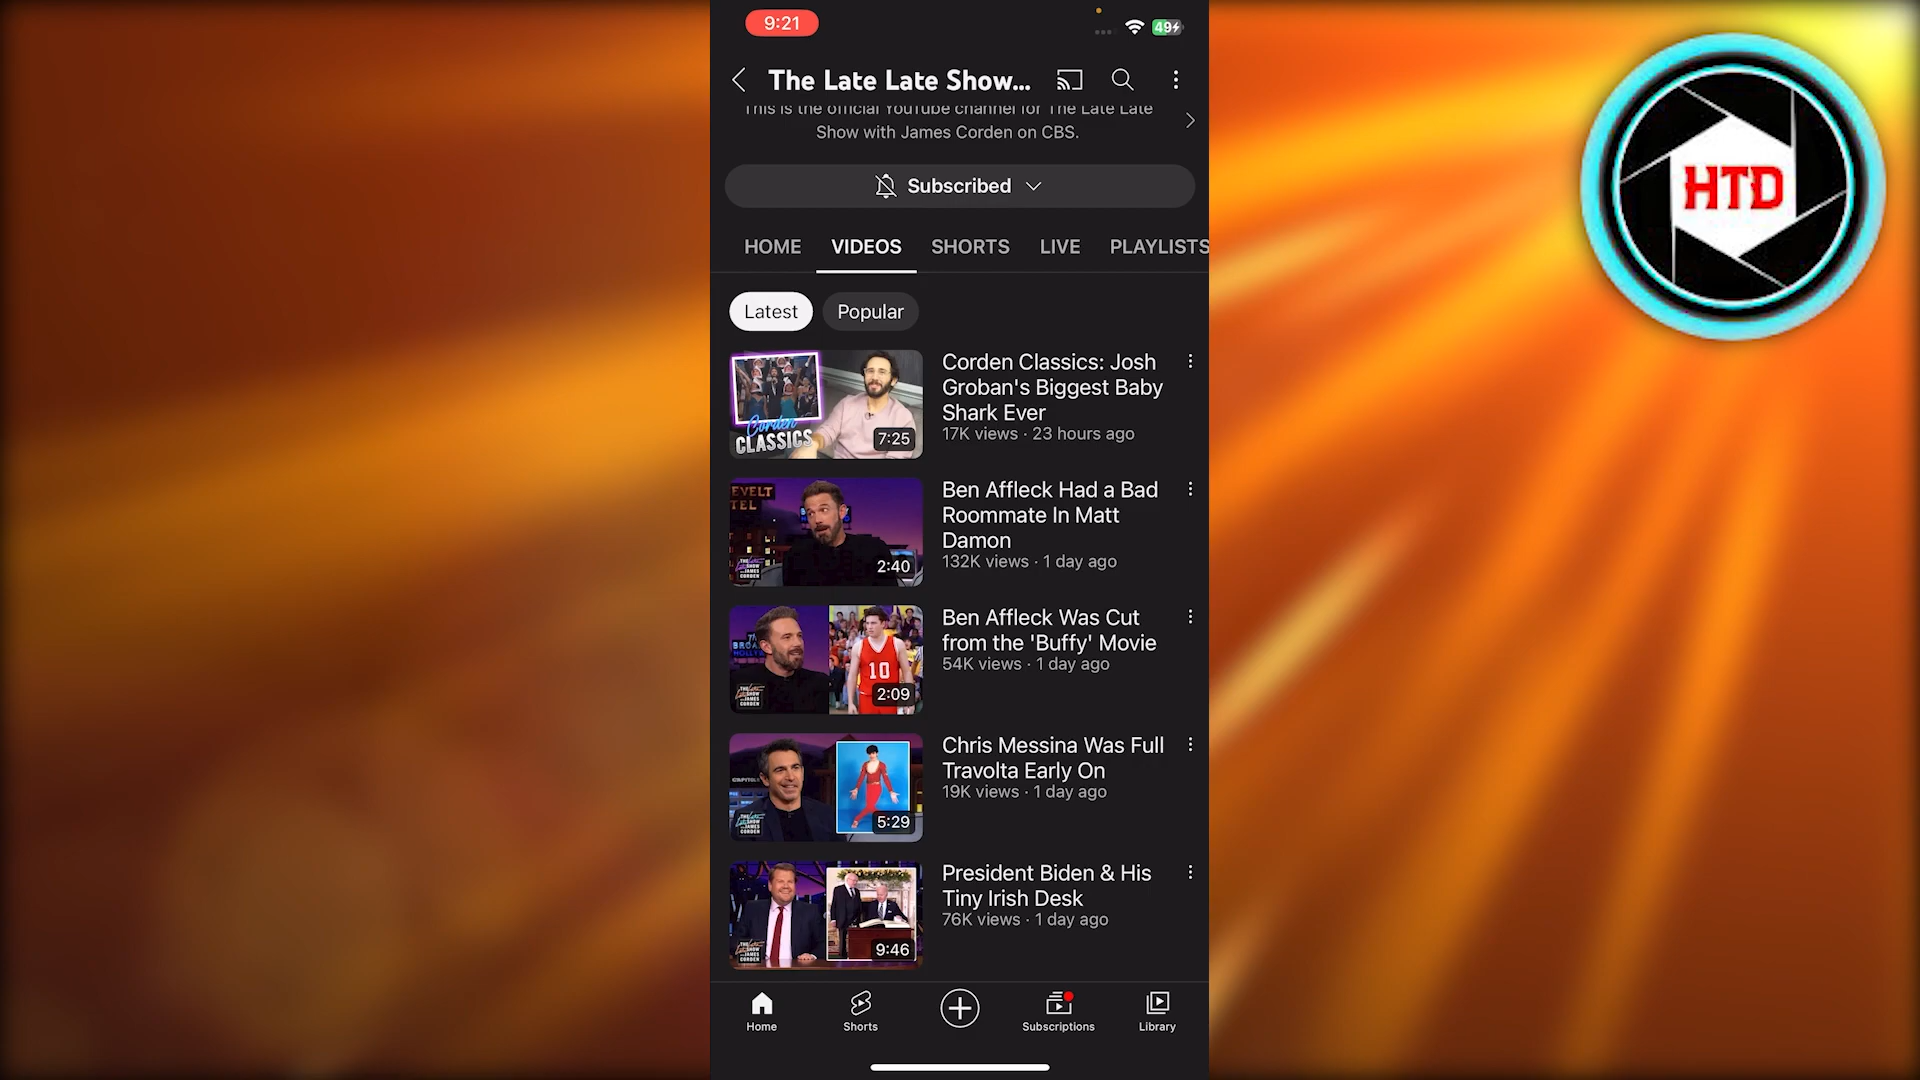 9:21
49
The Late Late Show...
This is the official YouTube channel for The Late Late
Show with James Corden on CBS.
Subscribed
HOME VIDEOS SHORTS LIVE PLAYLISTS
Latest Popular
Corden Classics: Josh
Groban's Biggest Baby
Shark Ever
17K views · 23 hours ago
Corden
CLASSICS
7:25
Ben Affleck Had a Bad
Roommate In Matt
Damon
132K views · 1 day ago
EVELT
TEL
2:40
Ben Affleck Was Cut
from the 'Buffy' Movie
54K views · 1 day ago
10
2:09
Chris Messina Was Full
Travolta Early On
19K views · 1 day ago
5:29
President Biden & His
Tiny Irish Desk
76K views · 1 day ago
9:46
Home Shorts Subscriptions Library
HTD